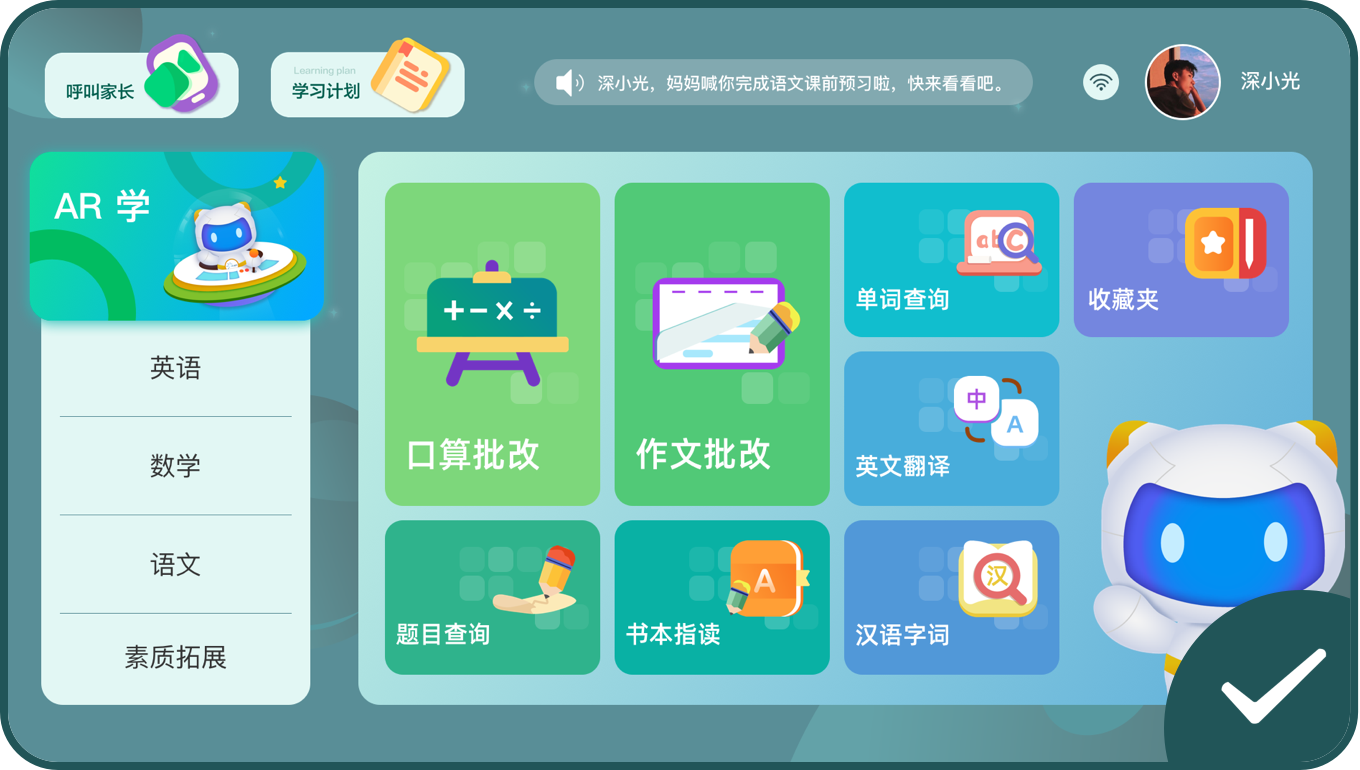 呼叫家长
Learning plan
学习计划
深小光，妈妈喊你完成语文课前预习啦，快来看看吧。
深小光
AR 学
英语
数学
语文
素质拓展
+-×÷
口算批改
作文批改
abC
单词查询
收藏夹
中
A
英文翻译
题目查询
A
书本指读
汉
汉语字词